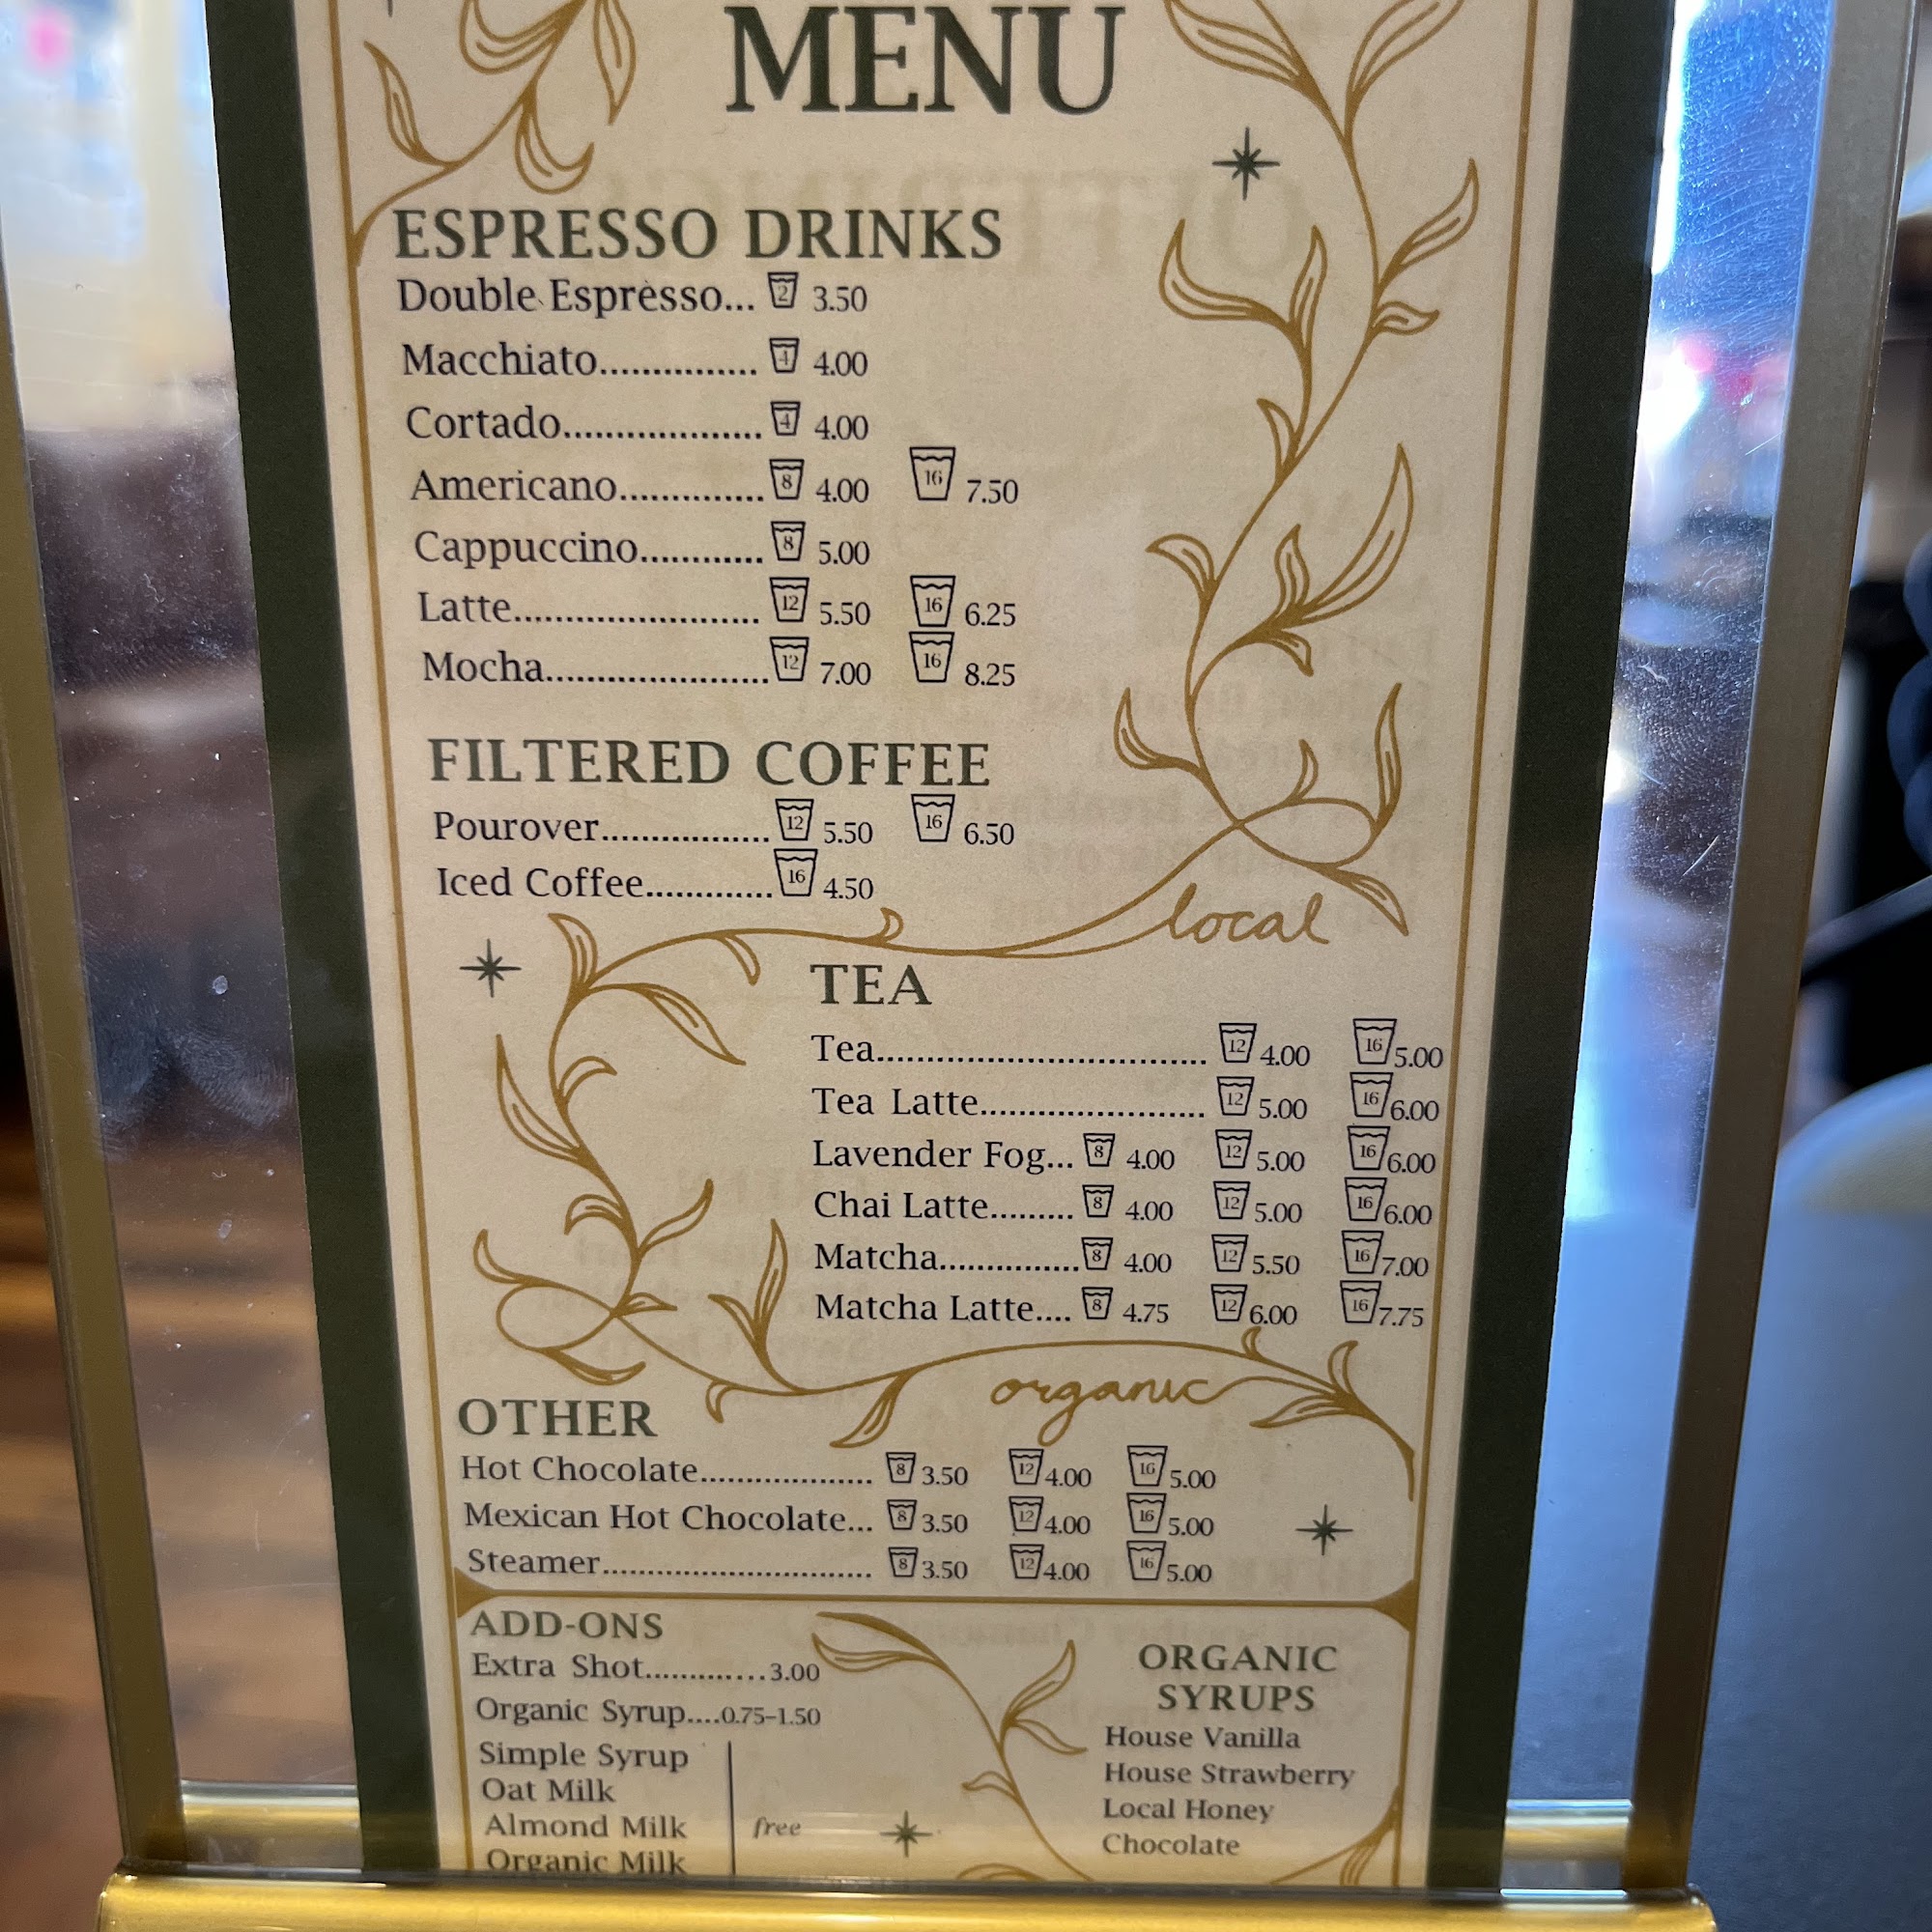 MENU
ESPRESSO DRINKS
Double Espresso... 2 3.50
Macchiato............... 4 4.00
Cortado................... 4 4.00
Americano.............. 8 4.00 16 7.50
Cappuccino............ 8 5.00
Latte........................ 12 5.50 16 6.25
Mocha...................... 12 7.00 16 8.25
FILTERED COFFEE
Pourover................. 12 5.50 16 6.50
Iced Coffee............. 16 4.50
local
TEA
Tea.................................. 12 4.00 16 5.00
Tea Latte....................... 12 5.00 16 6.00
Lavender Fog... 8 4.00 12 5.00 16 6.00
Chai Latte......... 8 4.00 12 5.00 16 6.00
Matcha.............. 8 4.00 12 5.50 16 7.00
Matcha Latte.... 8 4.75 12 6.00 16 7.75
organic
OTHER
Hot Chocolate................... 8 3.50 12 4.00 16 5.00
Mexican Hot Chocolate... 8 3.50 12 4.00 16 5.00
Steamer.............................. 8 3.50 12 4.00 16 5.00
ADD-ONS
Extra Shot.............3.00
Organic Syrup....0.75–1.50
Simple Syrup
Oat Milk
Almond Milk
free
Organic Milk
ORGANIC
SYRUPS
House Vanilla
House Strawberry
Local Honey
Chocolate